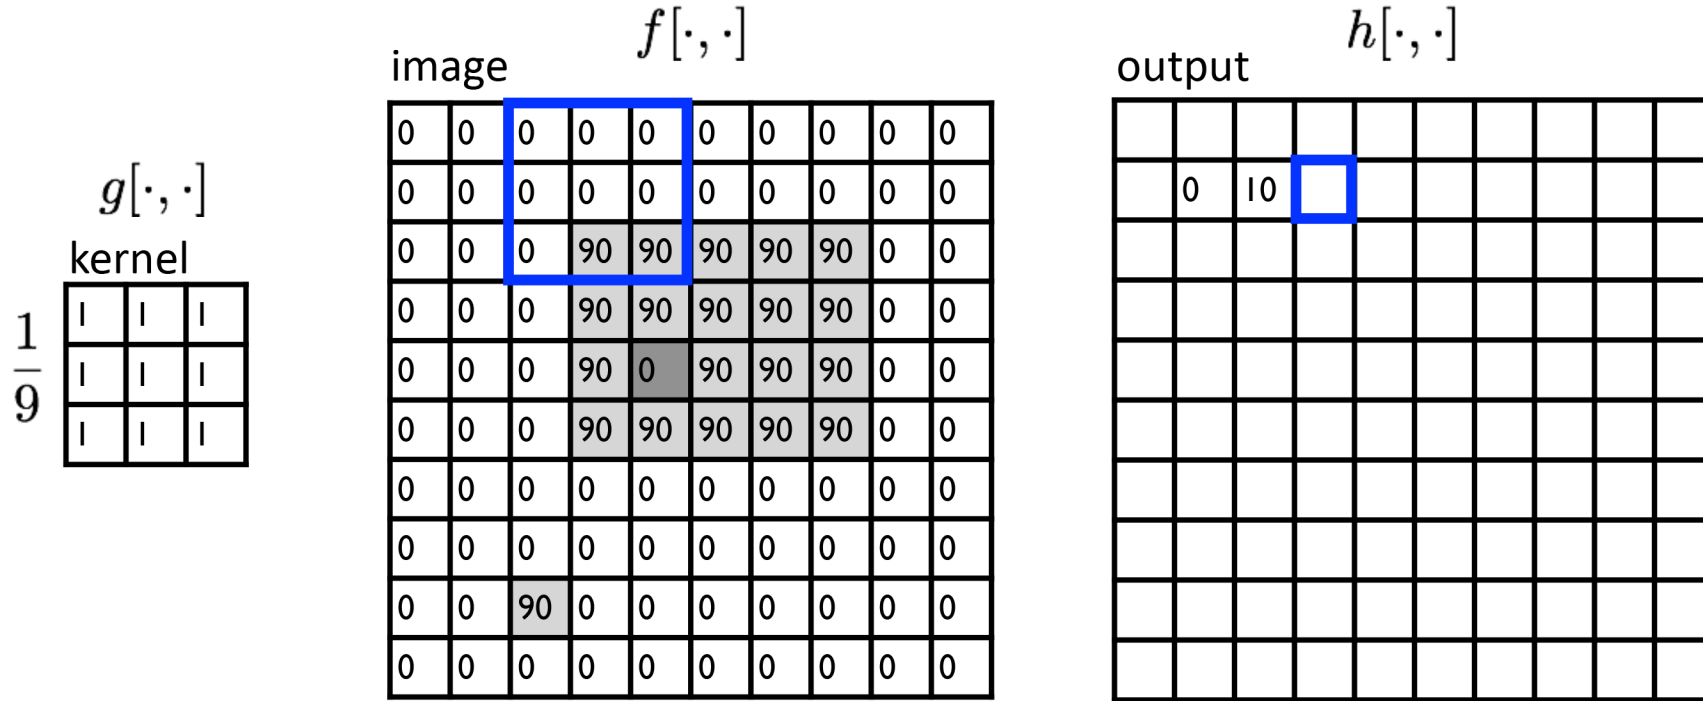 f[·, ·]
h[·, ·]
image
output
g[·, ·]
kernel
1/9
1 1 1
1 1 1
1 1 1
0 0 0 0 0 0 0 0 0 0
0 0 0 0 0 0 0 0 0 0
0 0 0 90 90 90 90 90 0 0
0 0 0 90 90 90 90 90 0 0
0 0 0 90 0 90 90 90 0 0
0 0 0 90 90 90 90 90 0 0
0 0 0 0 0 0 0 0 0 0
0 0 0 0 0 0 0 0 0 0
0 0 90 0 0 0 0 0 0 0
0 0 0 0 0 0 0 0 0 0
0 10